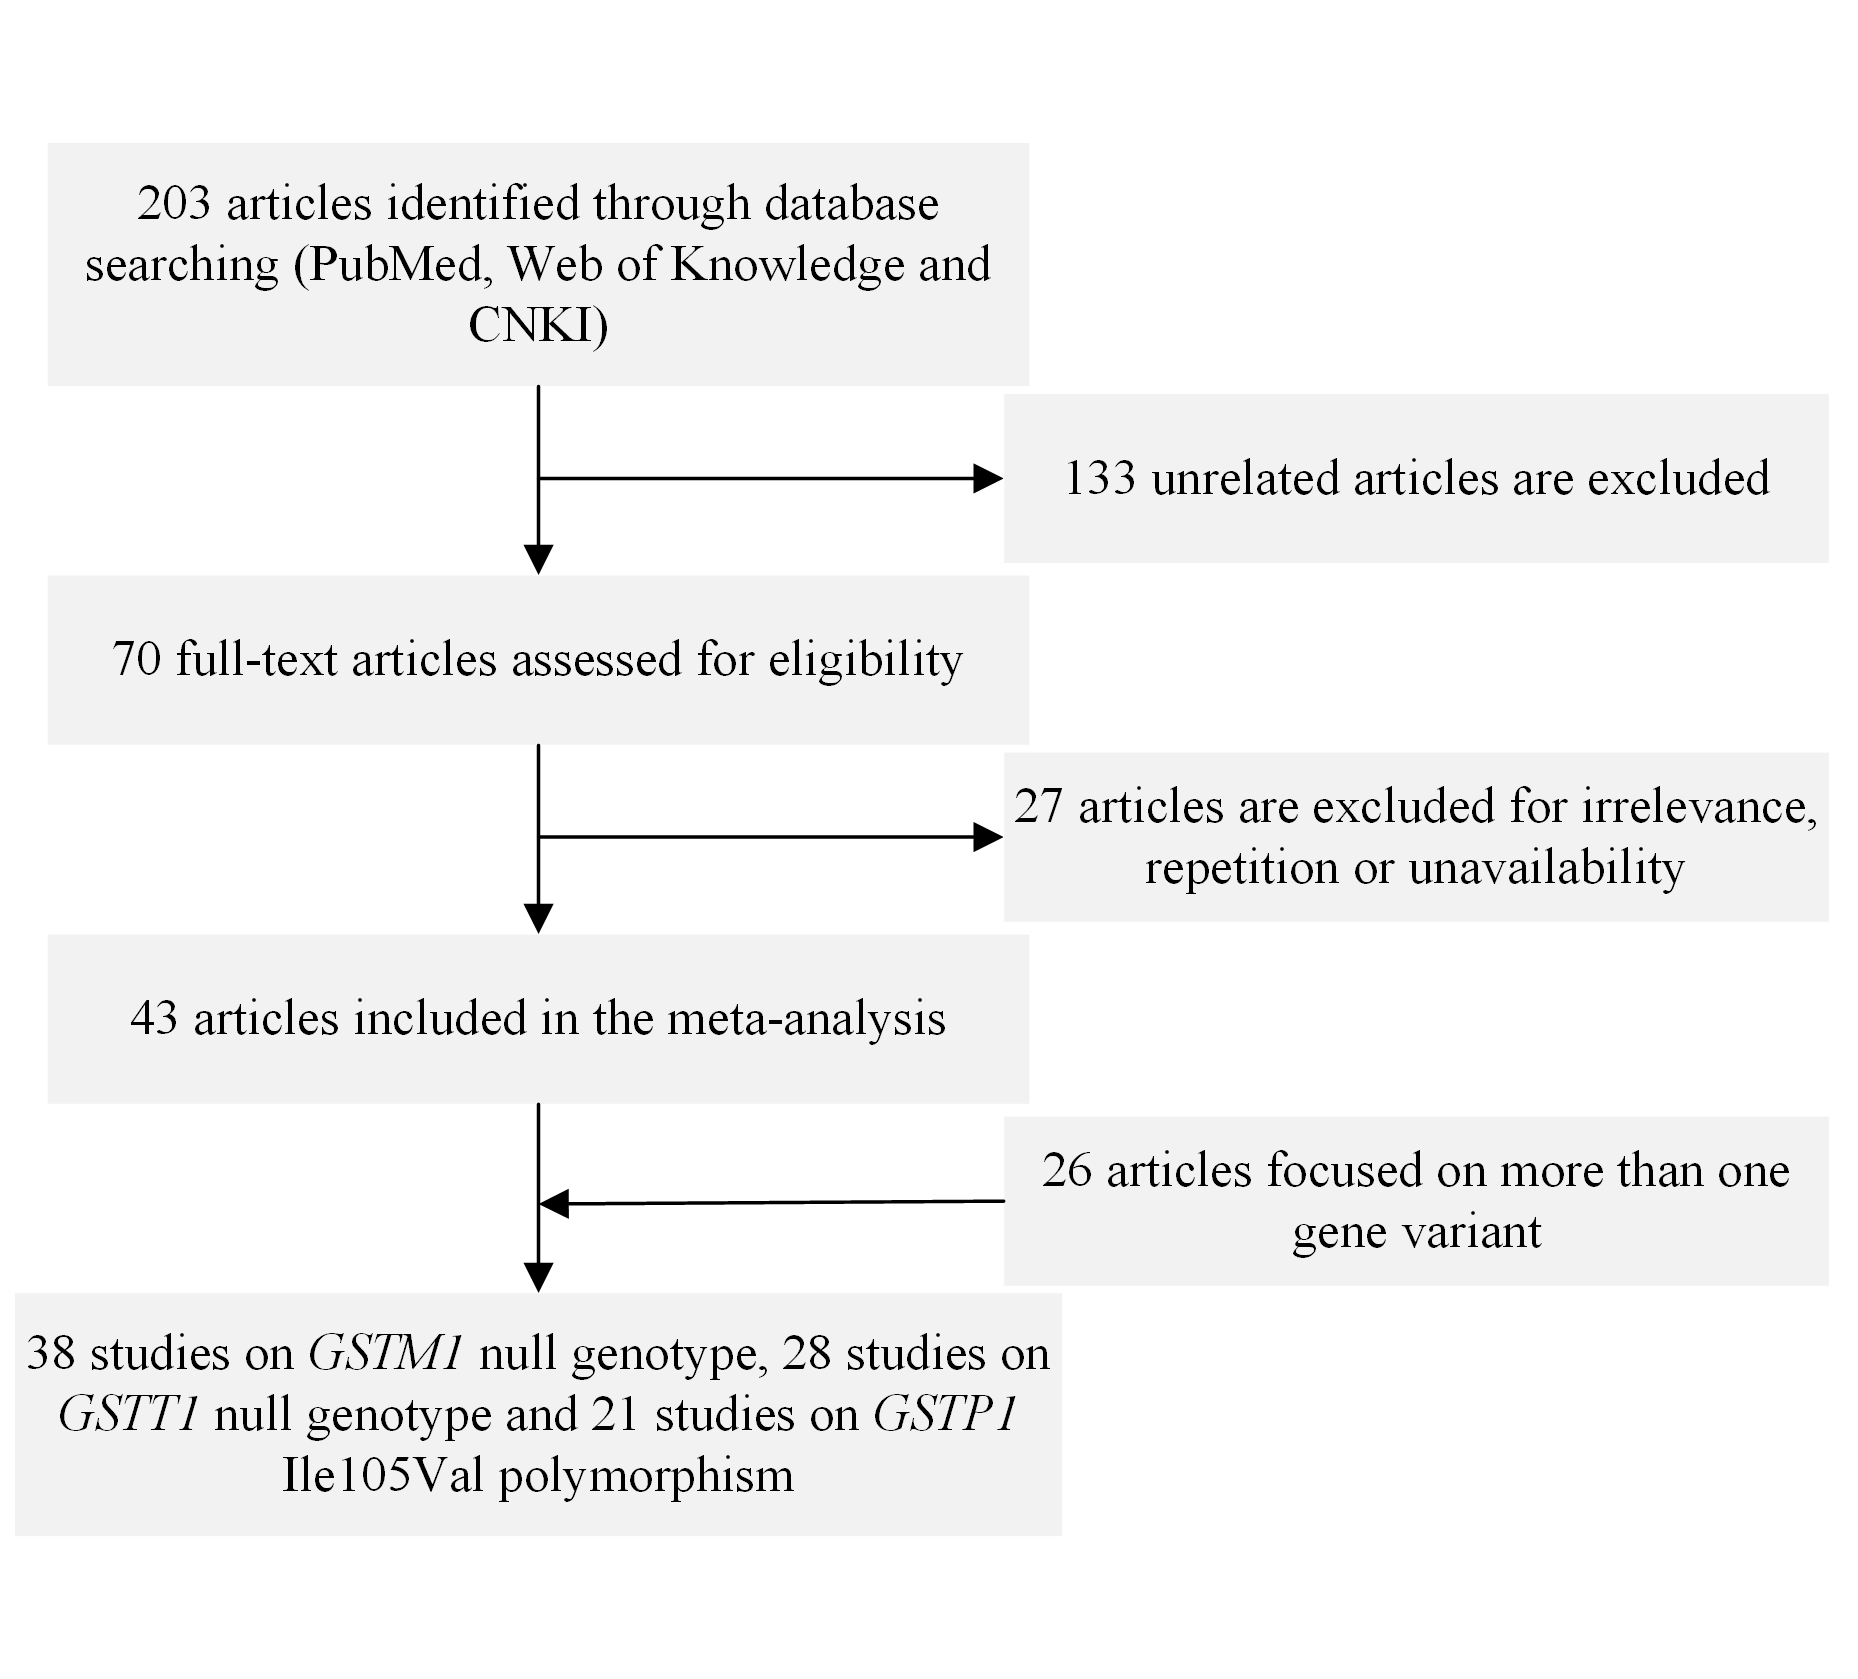 203 articles identified through database
searching (PubMed, Web of Knowledge and
CNKI)
133 unrelated articles are excluded
70 full-text articles assessed for eligibility
27 articles are excluded for irrelevance,
repetition or unavailability
43 articles included in the meta-analysis
26 articles focused on more than one
gene variant
38 studies on GSTM1 null genotype, 28 studies on
GSTT1 null genotype and 21 studies on GSTP1
Ile105Val polymorphism